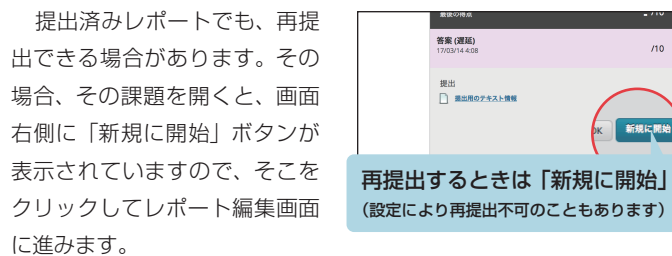 提出済みレポートでも、再提
出できる場合があります。その
場合、その課題を開くと、画面
右側に「新規に開始」ボタンが
表示されていますので、そこを
クリックしてレポート編集画面
に進みます。
最後の得点
答案 (遅延)
17/03/14 4:08
/10
提出
提出用のテキスト情報
OK
新規に開始
再提出するときは「新規に開始」
(設定により再提出不可のこともあります)